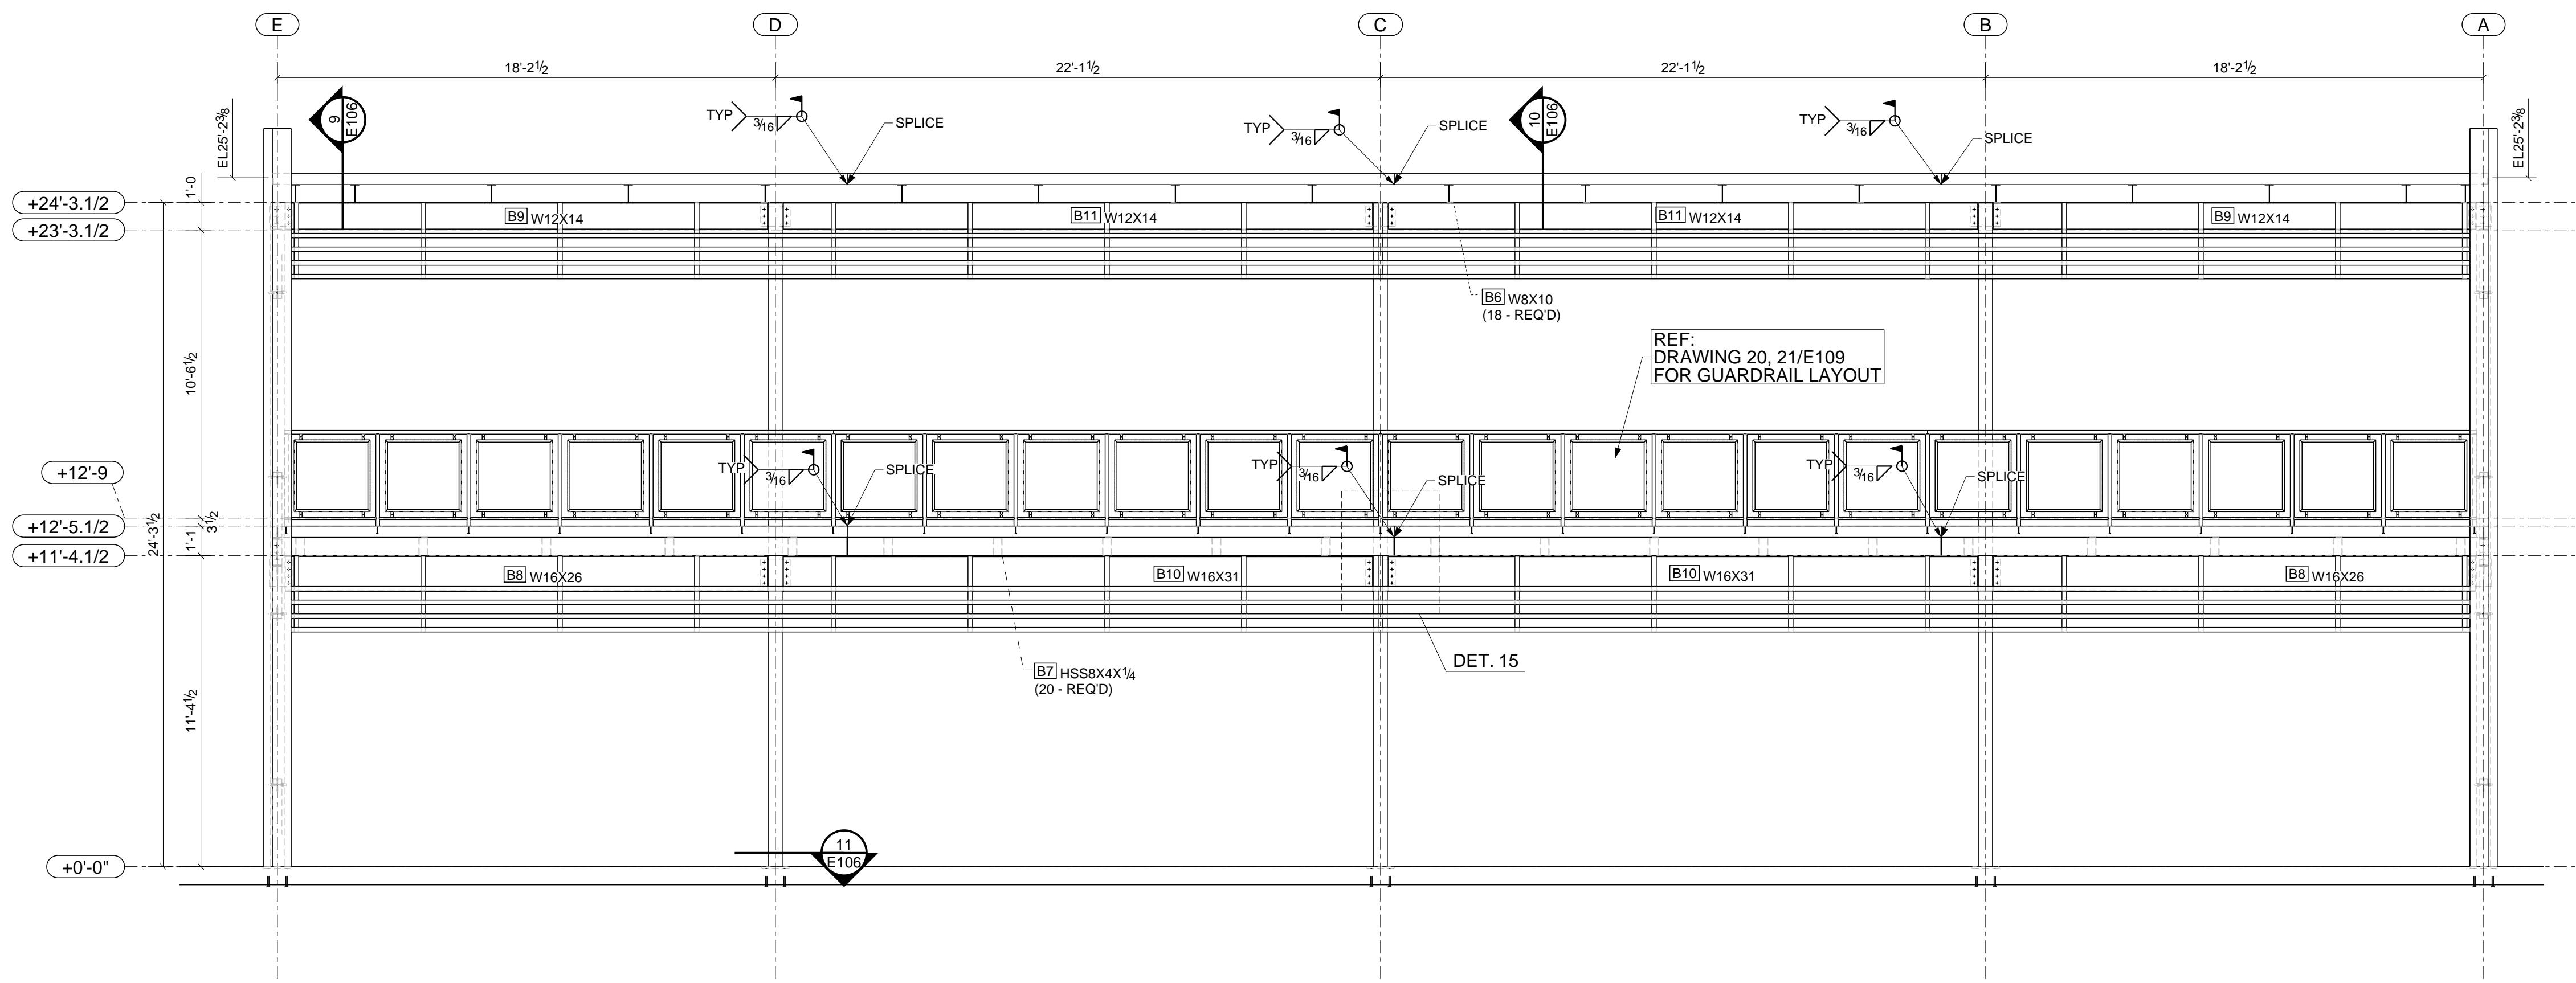 E
D
C
B
A
18'-2½
22'-1½
22'-1½
18'-2½
EL25'-2⅜
9
E106
TYP
3/16
SPLICE
TYP
3/16
SPLICE
10
E106
TYP
3/16
SPLICE
EL25'-2⅜
1'-0
+24'-3.1/2
+23'-3.1/2
B9 W12X14
B11 W12X14
B11 W12X14
B9 W12X14
B6 W8X10
(18 - REQ'D)
REF:
DRAWING 20, 21/E109
FOR GUARDRAIL LAYOUT
10'-6½
+12'-9
TYP
3/16
SPLICE
TYP
3/16
SPLICE
TYP
3/16
SPLICE
+12'-5.1/2
+11'-4.1/2
24'-3½
1'-1
3½
B8 W16X26
B10 W16X31
B10 W16X31
B8 W16X26
DET. 15
B7 HSS8X4X¼
(20 - REQ'D)
11'-4½
11
E106
+0'-0"